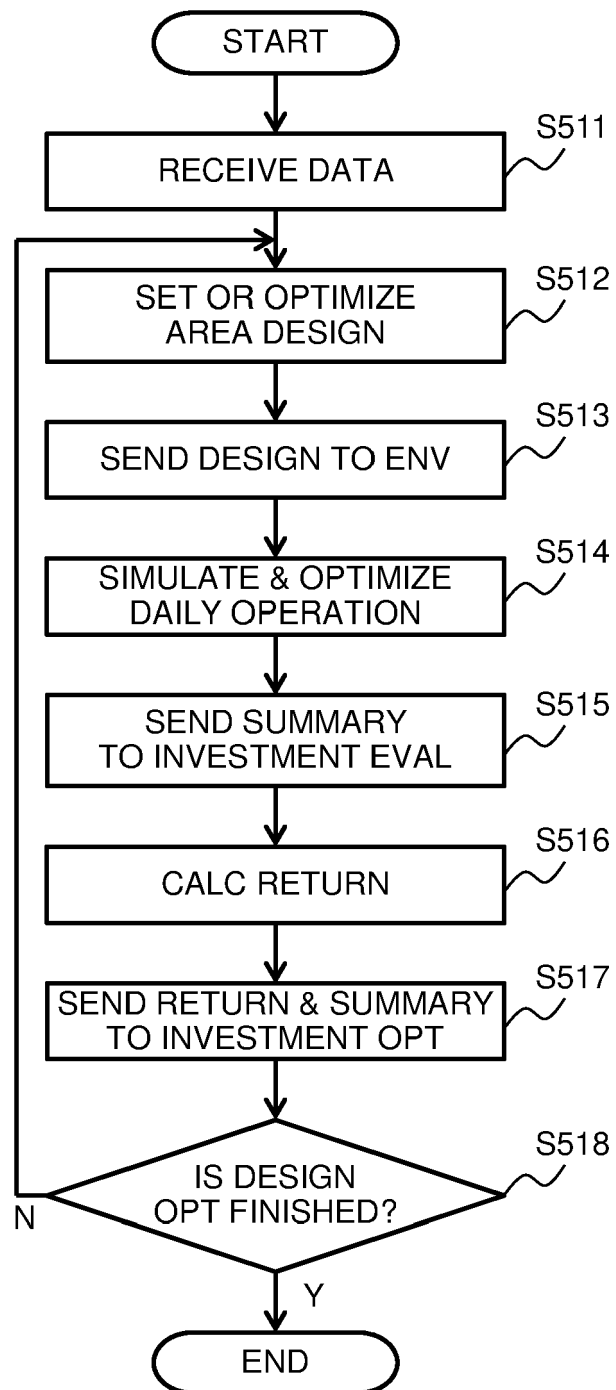 START
S511
RECEIVE DATA
S512
SET OR OPTIMIZE
AREA DESIGN
S513
SEND DESIGN TO ENV
S514
SIMULATE & OPTIMIZE
DAILY OPERATION
S515
SEND SUMMARY
TO INVESTMENT EVAL
S516
CALC RETURN
S517
SEND RETURN & SUMMARY
TO INVESTMENT OPT
S518
IS DESIGN
OPT FINISHED?
N
Y
END